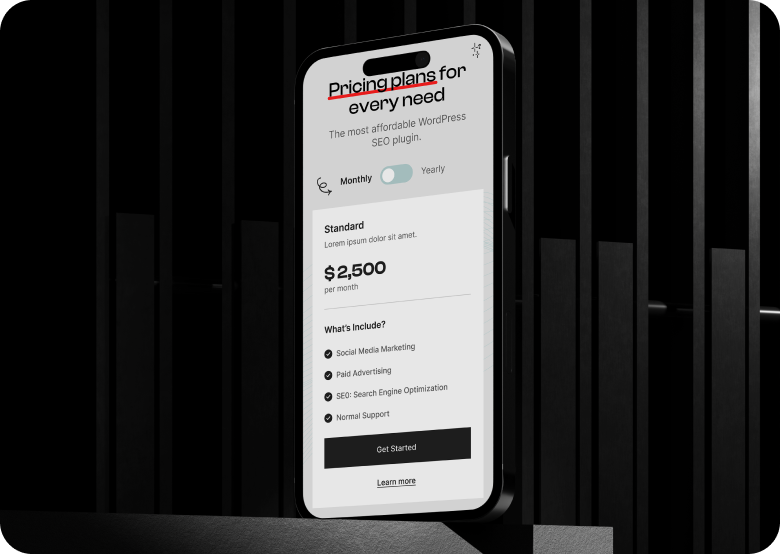 Pricing plans for
every need
The most affordable WordPress
SEO plugin.
Monthly
Yearly
Standard
Lorem ipsum dolor sit amet.
$2,500
per month
What's Include?
Social Media Marketing
Paid Advertising
SEO: Search Engine Optimization
Normal Support
Get Started
Learn more